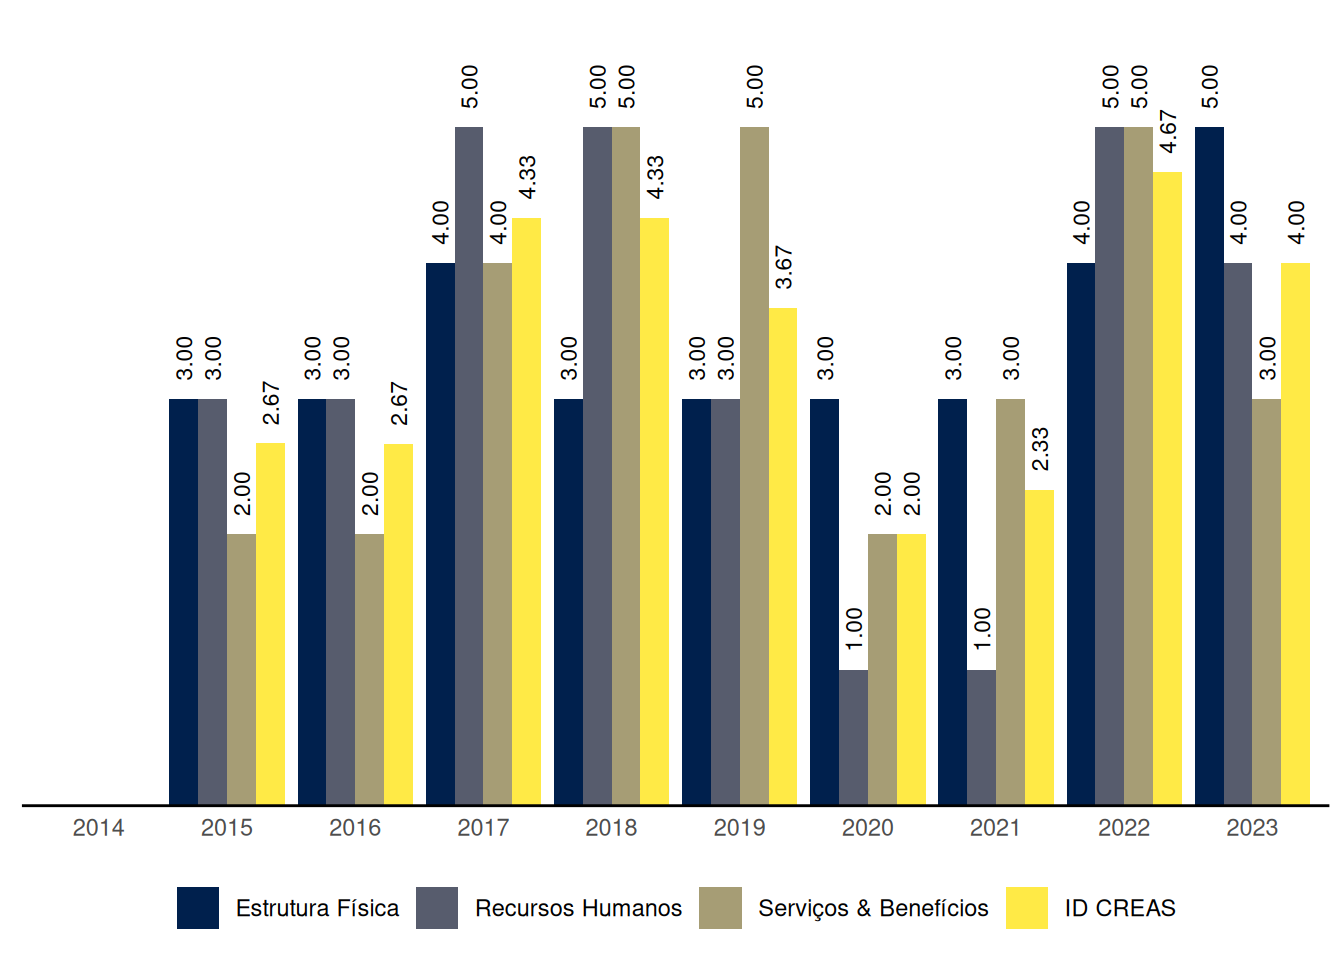 5.00 5.00 5.00 5.00 5.00 5.00 5.00
4.67
4.33 4.33
4.00 4.00 4.00 4.00 4.00
3.67
3.00 3.00 3.00 3.00 3.00 3.00 3.00 3.00 3.00 3.00 3.00
2.67 2.67
2.33
2.00 2.00 2.00 2.00
1.00 1.00
2014 2015 2016 2017 2018 2019 2020 2021 2022 2023
Estrutura Física Recursos Humanos Serviços & Benefícios ID CREAS